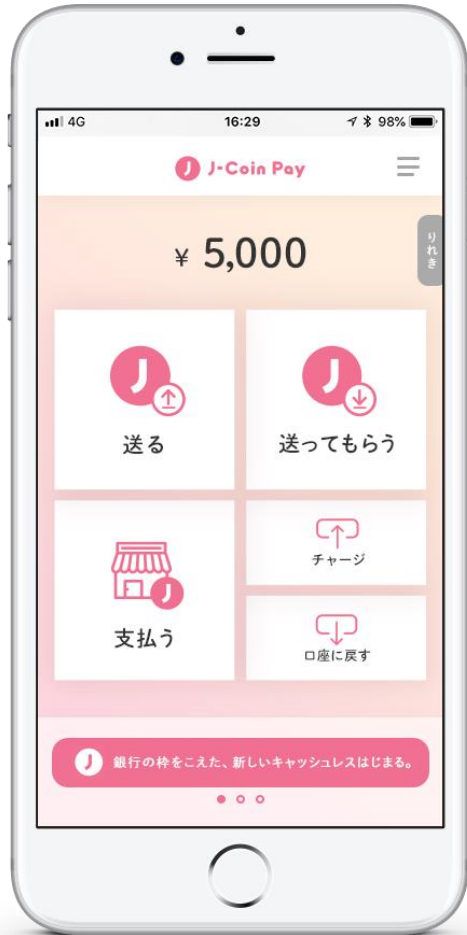 4G 16:29 98%
J-Coin Pay
¥ 5,000
りれき
送る
送ってもらう
支払う
チャージ
口座に戻す
銀行の枠をこえた、新しいキャッシュレスはじまる。